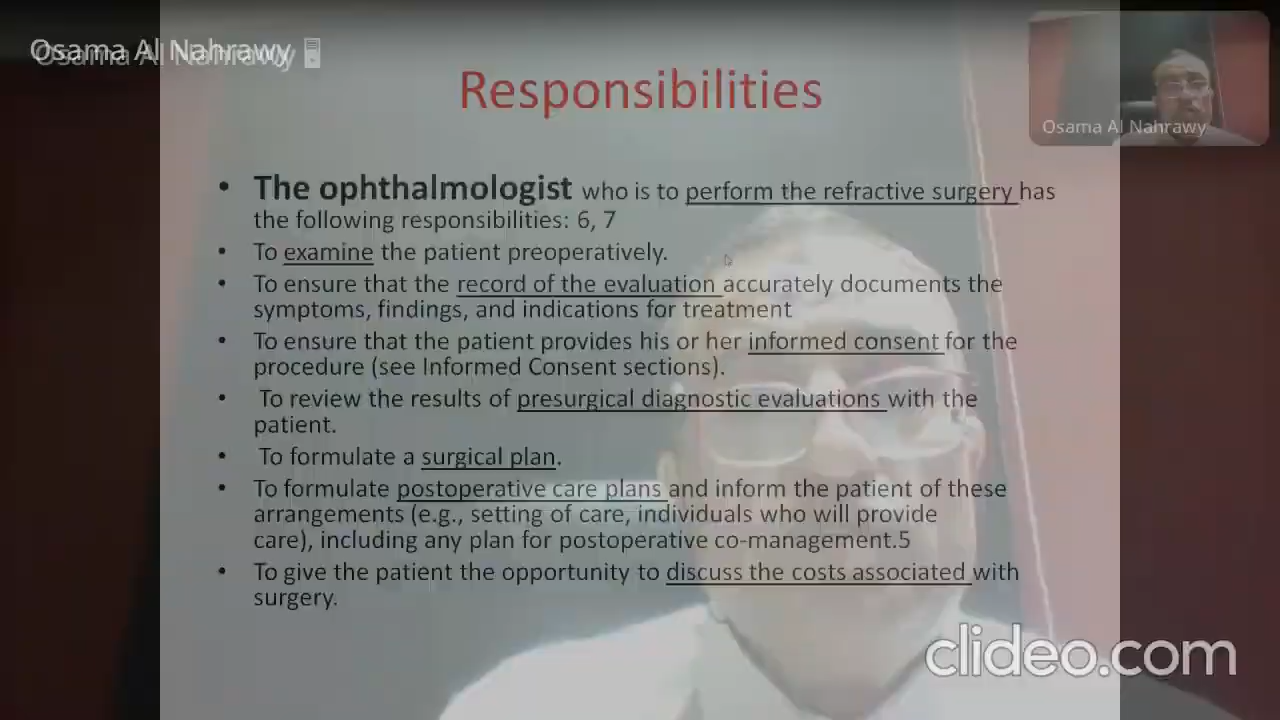 Osama Al Nahrawy
Osama Al Nahrawy
Responsibilities
Osama Al Nahrawy
• The ophthalmologist who is to perform the refractive surgery has
the following responsibilities: 6, 7
• To examine the patient preoperatively.
• To ensure that the record of the evaluation accurately documents the
symptoms, findings, and indications for treatment
• To ensure that the patient provides his or her informed consent for the
procedure (see Informed Consent sections).
• To review the results of presurgical diagnostic evaluations with the
patient.
• To formulate a surgical plan.
• To formulate postoperative care plans and inform the patient of these
arrangements (e.g., setting of care, individuals who will provide
care), including any plan for postoperative co-management.5
• To give the patient the opportunity to discuss the costs associated with
surgery.
clideo.com